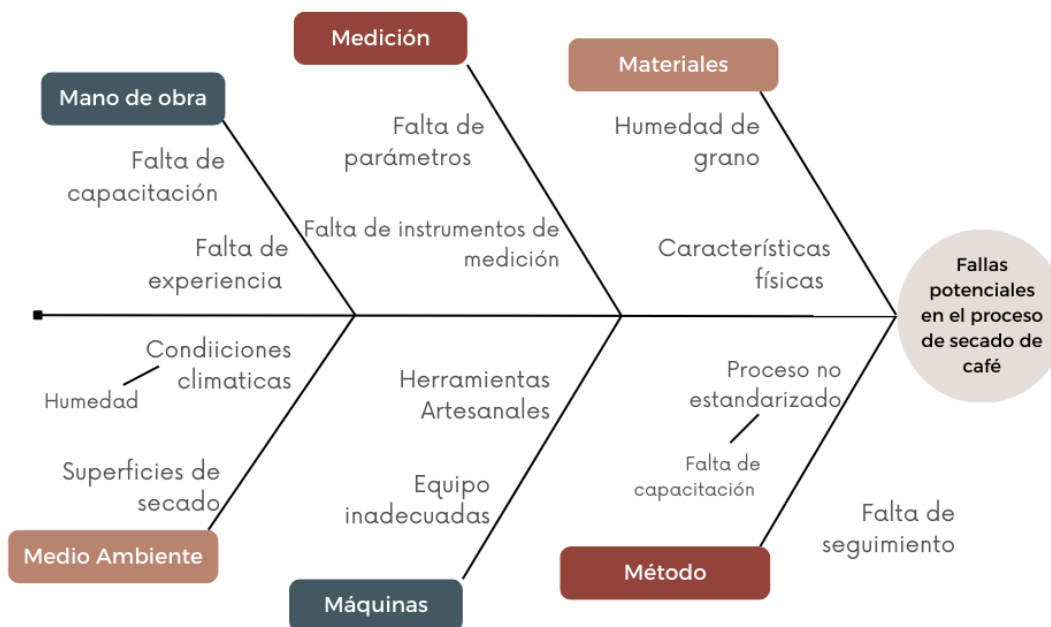 Medición
Materiales
Mano de obra
Falta de
parámetros
Humedad de
grano
Falta de
capacitación
Falta de instrumentos de
medición
Falta de
experiencia
Características
físicas
Fallas
potenciales
en el proceso
de secado de
café
Condiiciones
climaticas
Humedad
Herramientas
Artesanales
Proceso no
estandarizado
Superficies de
secado
Equipo
inadecuadas
Falta de
capacitación
Falta de
seguimiento
Medio Ambiente
Máquinas
Método